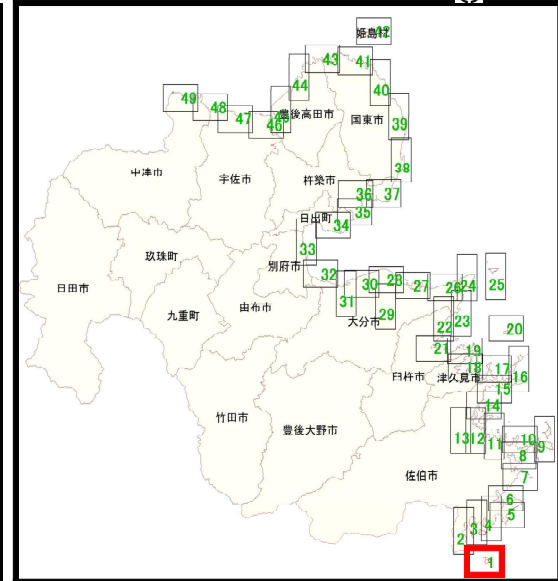 姫島村
42
43 41
44 40
49 48 47 46 45 豊後高田市 国東市 39
中津市 宇佐市 杵築市 38
36 37
日出町 35
34
玖珠町 33
別府市 32 30 28 27 26 24 25
日田市 九重町 由布市 31 29 大分市 22 23 20
21 19
臼杵市 18 津久見市 17 16
15
14
竹田市 豊後大野市 13 12 11 10 9
8
佐伯市 7
6
5
2 3 4
1